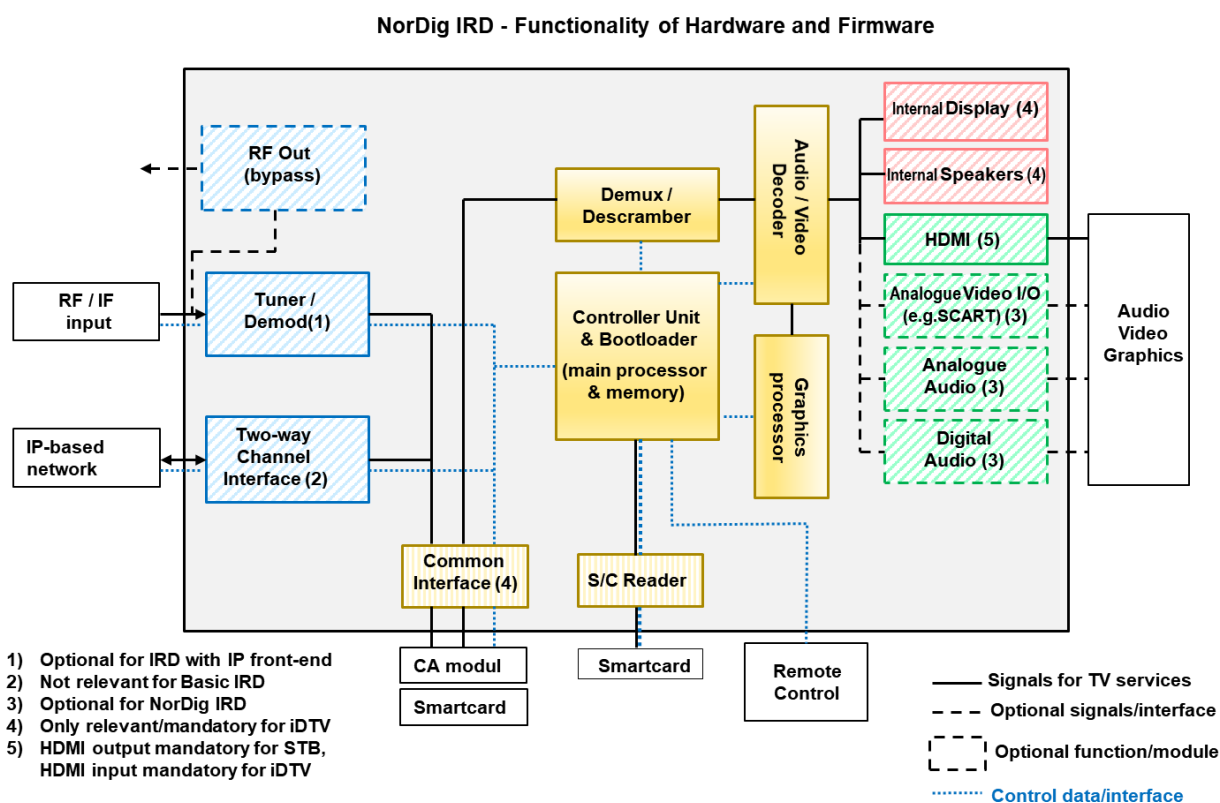 NorDig IRD - Functionality of Hardware and Firmware
RF Out
(bypass)
RF / IF
input
Tuner /
Demod(1)
IP-based
network
Two-way
Channel
Interface (2)
Common
Interface (4)
CA modul
Smartcard
Demux /
Descramber
Controller Unit
& Bootloader
(main processor
& memory)
S/C Reader
Smartcard
Remote
Control
Audio / Video
Decoder
Graphics
processor
Internal Display (4)
Internal Speakers (4)
HDMI (5)
Analogue Video I/O
(e.g.SCART) (3)
Analogue
Audio (3)
Digital
Audio (3)
Audio
Video
Graphics
1) Optional for IRD with IP front-end
2) Not relevant for Basic IRD
3) Optional for NorDig IRD
4) Only relevant/mandatory for iDTV
5) HDMI output mandatory for STB,
HDMI input mandatory for iDTV
Signals for TV services
Optional signals/interface
Optional function/module
Control data/interface